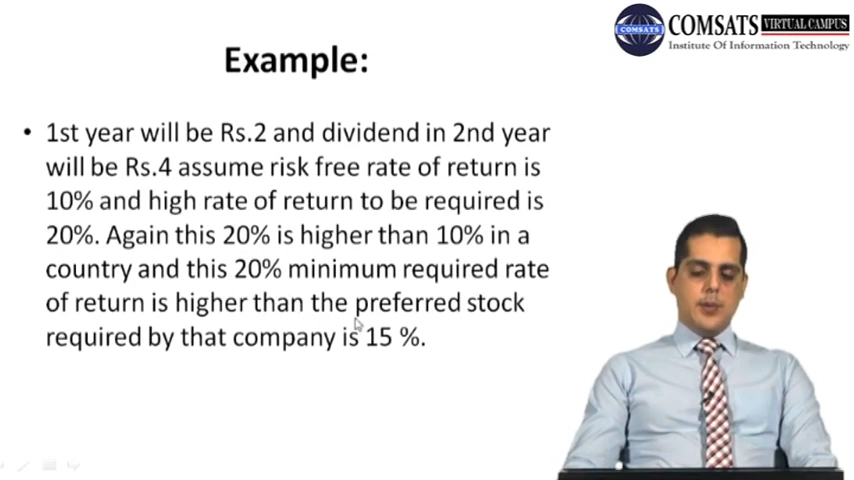 COMSATS VIRTUAL CAMPUS
COMSATS
Institute Of Information Technology
Example:
• 1st year will be Rs.2 and dividend in 2nd year
will be Rs.4 assume risk free rate of return is
10% and high rate of return to be required is
20%. Again this 20% is higher than 10% in a
country and this 20% minimum required rate
of return is higher than the preferred stock
required by that company is 15 %.